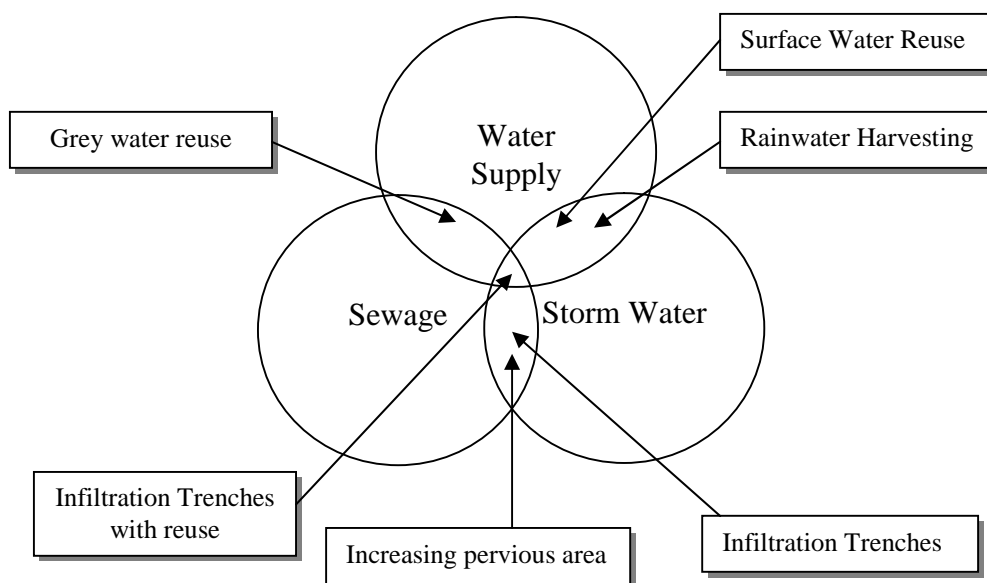 Surface Water Reuse
Grey water reuse
Rainwater Harvesting
Water
Supply
Sewage
Storm Water
Infiltration Trenches
with reuse
Increasing pervious area
Infiltration Trenches